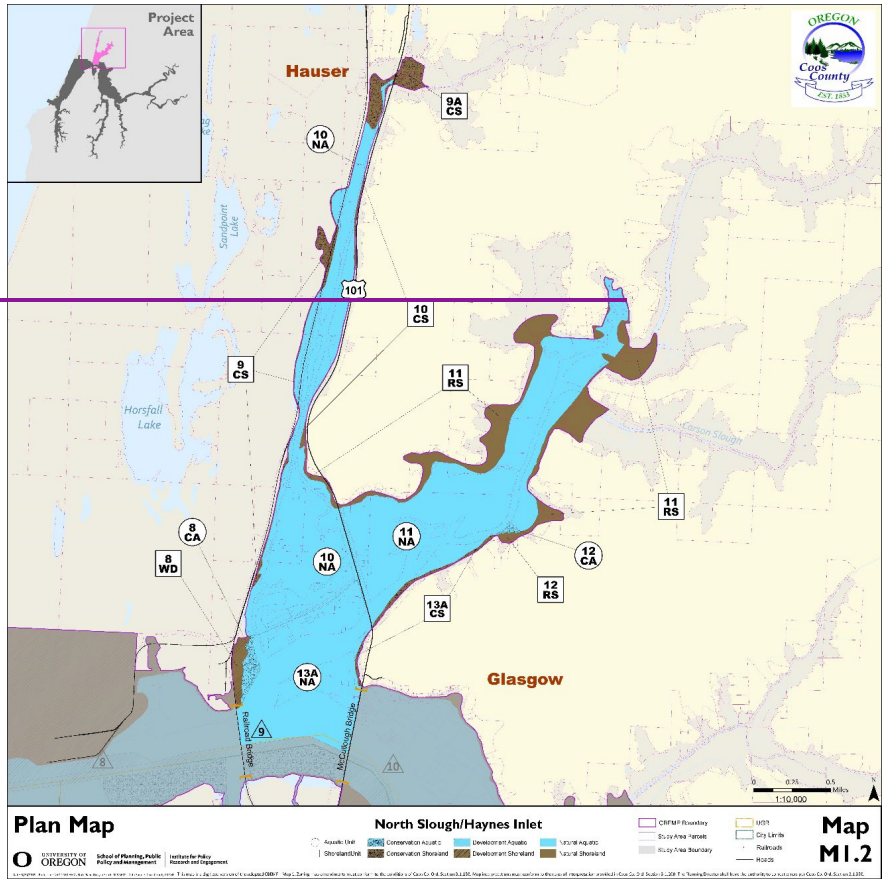 Project
Area
OREGON
Coos
County
EST. 1853
Hauser
9A
CS
10
NA
Sandpoint
Lake
101
10
CS
9
CS
11
RS
Horsfall
Lake
Carson Slough
11
RS
8
CA
11
NA
10
NA
12
CA
8
WD
12
RS
13A
CS
13A
NA
Glasgow
9
8
10
Railroad Bridge
McCullough Bridge
0 0.25 0.5
Miles
1:10,000
N
Plan Map
North Slough/Haynes Inlet
Map
M1.2
Aquatic Unit
Shoreland Unit
Conservation Aquatic
Conservation Shoreland
Development Aquatic
Development Shoreland
Natural Aquatic
Natural Shoreland
CBEMP Boundary
Study Area Parcels
Study Area Boundary
UGB
City Limits
Railroads
Roads
O UNIVERSITY OF
OREGON
School of Planning, Public
Policy and Management
Institute for Policy
Research and Engagement